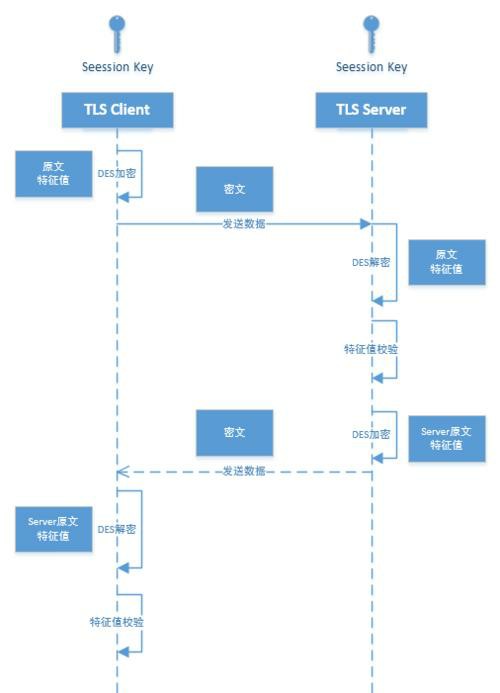 Seession Key
Seession Key
TLS Client
TLS Server
原文
特征值
DES加密
密文
发送数据
DES解密
原文
特征值
特征值校验
密文
DES加密
Server原文
特征值
发送数据
Server原文
特征值
DES解密
特征值校验